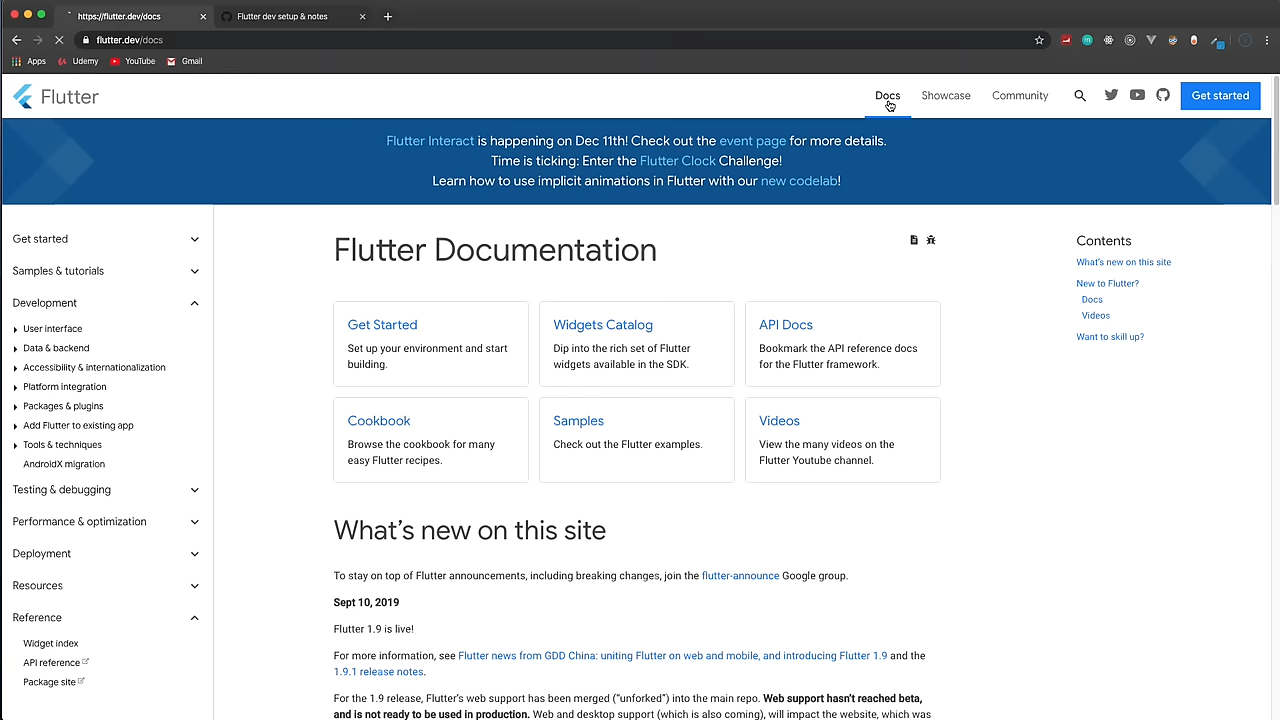 https://flutter.dev/docs
Flutter dev setup & notes
flutter.dev/docs
Apps
Udemy
YouTube
Gmail
Flutter
Docs
Showcase
Community
Get started
Flutter Interact is happening on Dec 11th! Check out the event page for more details.
Time is ticking: Enter the Flutter Clock Challenge!
Learn how to use implicit animations in Flutter with our new codelab!
Get started
Samples & tutorials
Development
User interface
Data & backend
Accessibility & internationalization
Platform integration
Packages & plugins
Add Flutter to existing app
Tools & techniques
AndroidX migration
Testing & debugging
Performance & optimization
Deployment
Resources
Reference
Widget index
API reference
Package site
Flutter Documentation
Get Started
Set up your environment and start
building.
Widgets Catalog
Dip into the rich set of Flutter
widgets available in the SDK.
API Docs
Bookmark the API reference docs
for the Flutter framework.
Cookbook
Browse the cookbook for many
easy Flutter recipes.
Samples
Check out the Flutter examples.
Videos
View the many videos on the
Flutter Youtube channel.
What’s new on this site
To stay on top of Flutter announcements, including breaking changes, join the flutter-announce Google group.
Sept 10, 2019
Flutter 1.9 is live!
For more information, see Flutter news from GDD China: uniting Flutter on web and mobile, and introducing Flutter 1.9 and the
1.9.1 release notes.
For the 1.9 release, Flutter’s web support has been merged (“unforked”) into the main repo. Web support hasn’t reached beta,
and is not ready to be used in production. Web and desktop support (which is also coming), will impact the website, which was
Contents
What’s new on this site
New to Flutter?
Docs
Videos
Want to skill up?